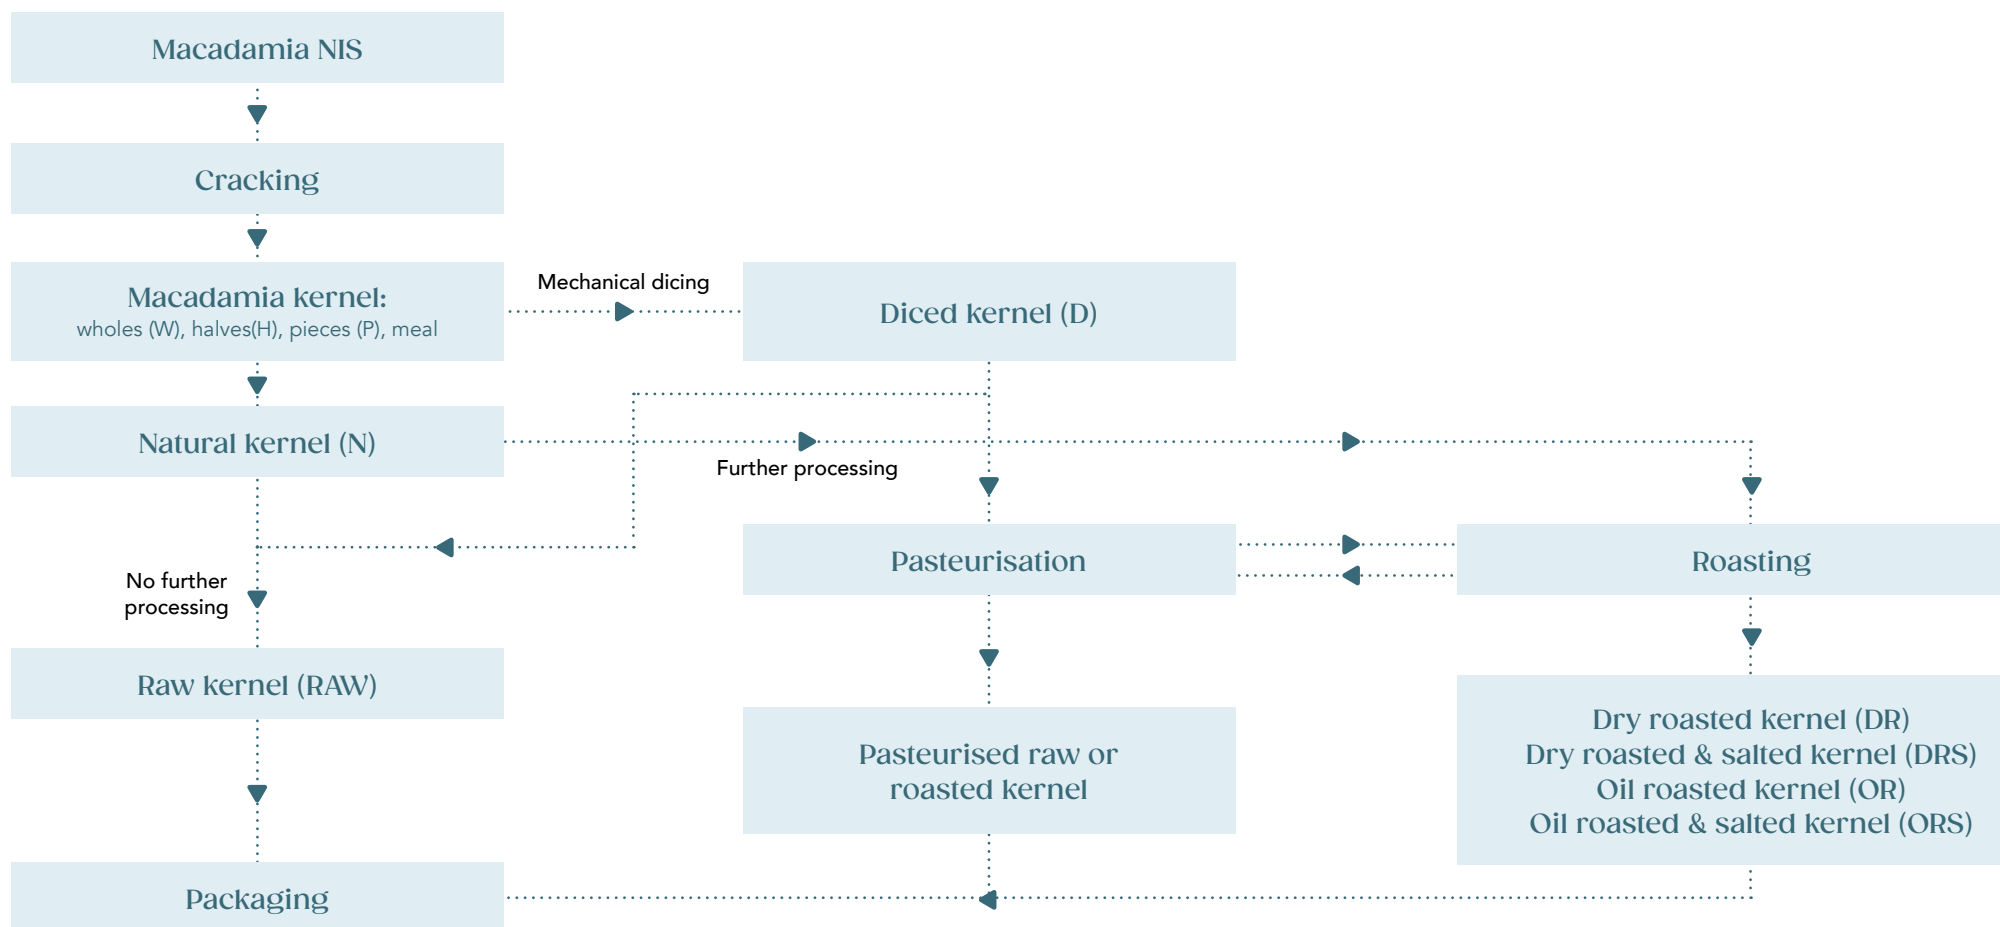 Macadamia NIS
Cracking
Macadamia kernel:
wholes (W), halves(H), pieces (P), meal
Mechanical dicing
Diced kernel (D)
Natural kernel (N)
Further processing
Pasteurisation
Roasting
No further
processing
Raw kernel (RAW)
Pasteurised raw or
roasted kernel
Dry roasted kernel (DR)
Dry roasted & salted kernel (DRS)
Oil roasted kernel (OR)
Oil roasted & salted kernel (ORS)
Packaging